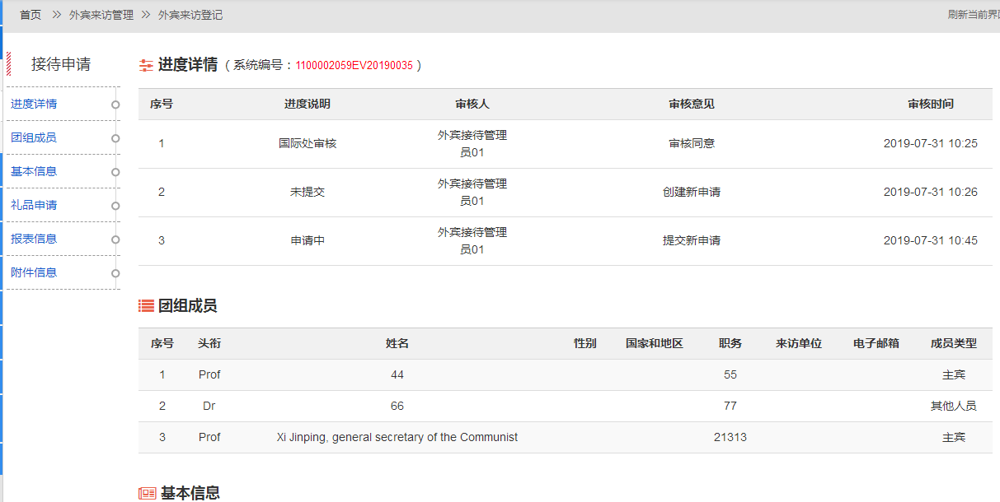 首页 » 外宾来访管理 » 外宾来访登记
刷新当前界
接待申请
进度详情
团组成员
基本信息
礼品申请
报表信息
附件信息
进度详情 ( 系统编号：1100002059EV20190035 )
序号 进度说明 审核人 审核意见 审核时间
1 国际处审核 外宾接待管理 审核同意 2019-07-31 10:25
员01
2 未提交 外宾接待管理 创建新申请 2019-07-31 10:26
员01
3 申请中 外宾接待管理 提交新申请 2019-07-31 10:45
员01
团组成员
序号 头衔 姓名 性别 国家和地区 职务 来访单位 电子邮箱 成员类型
1 Prof 44 55 主宾
2 Dr 66 77 其他人员
3 Prof Xi Jinping, general secretary of the Communist 21313 主宾
基本信息